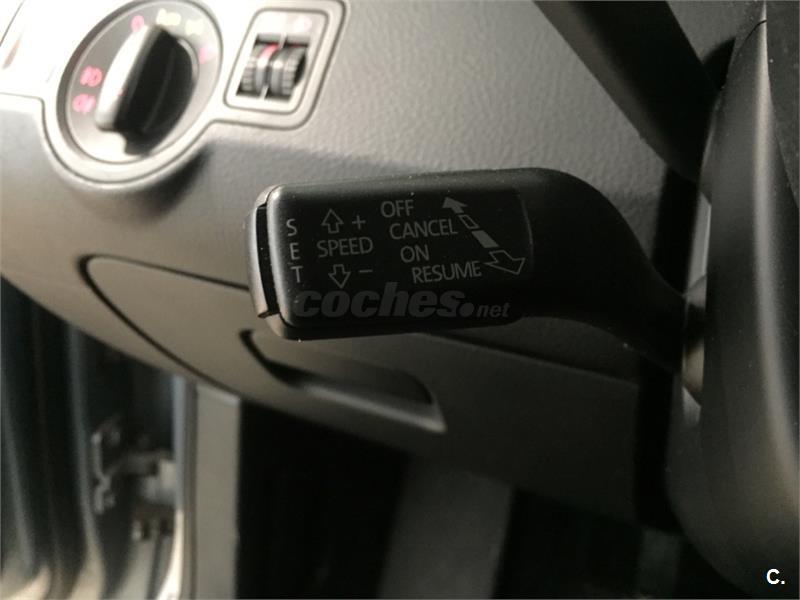 S
E
T
+
SPEED
-
OFF
CANCEL
ON
RESUME
coches.net
C.